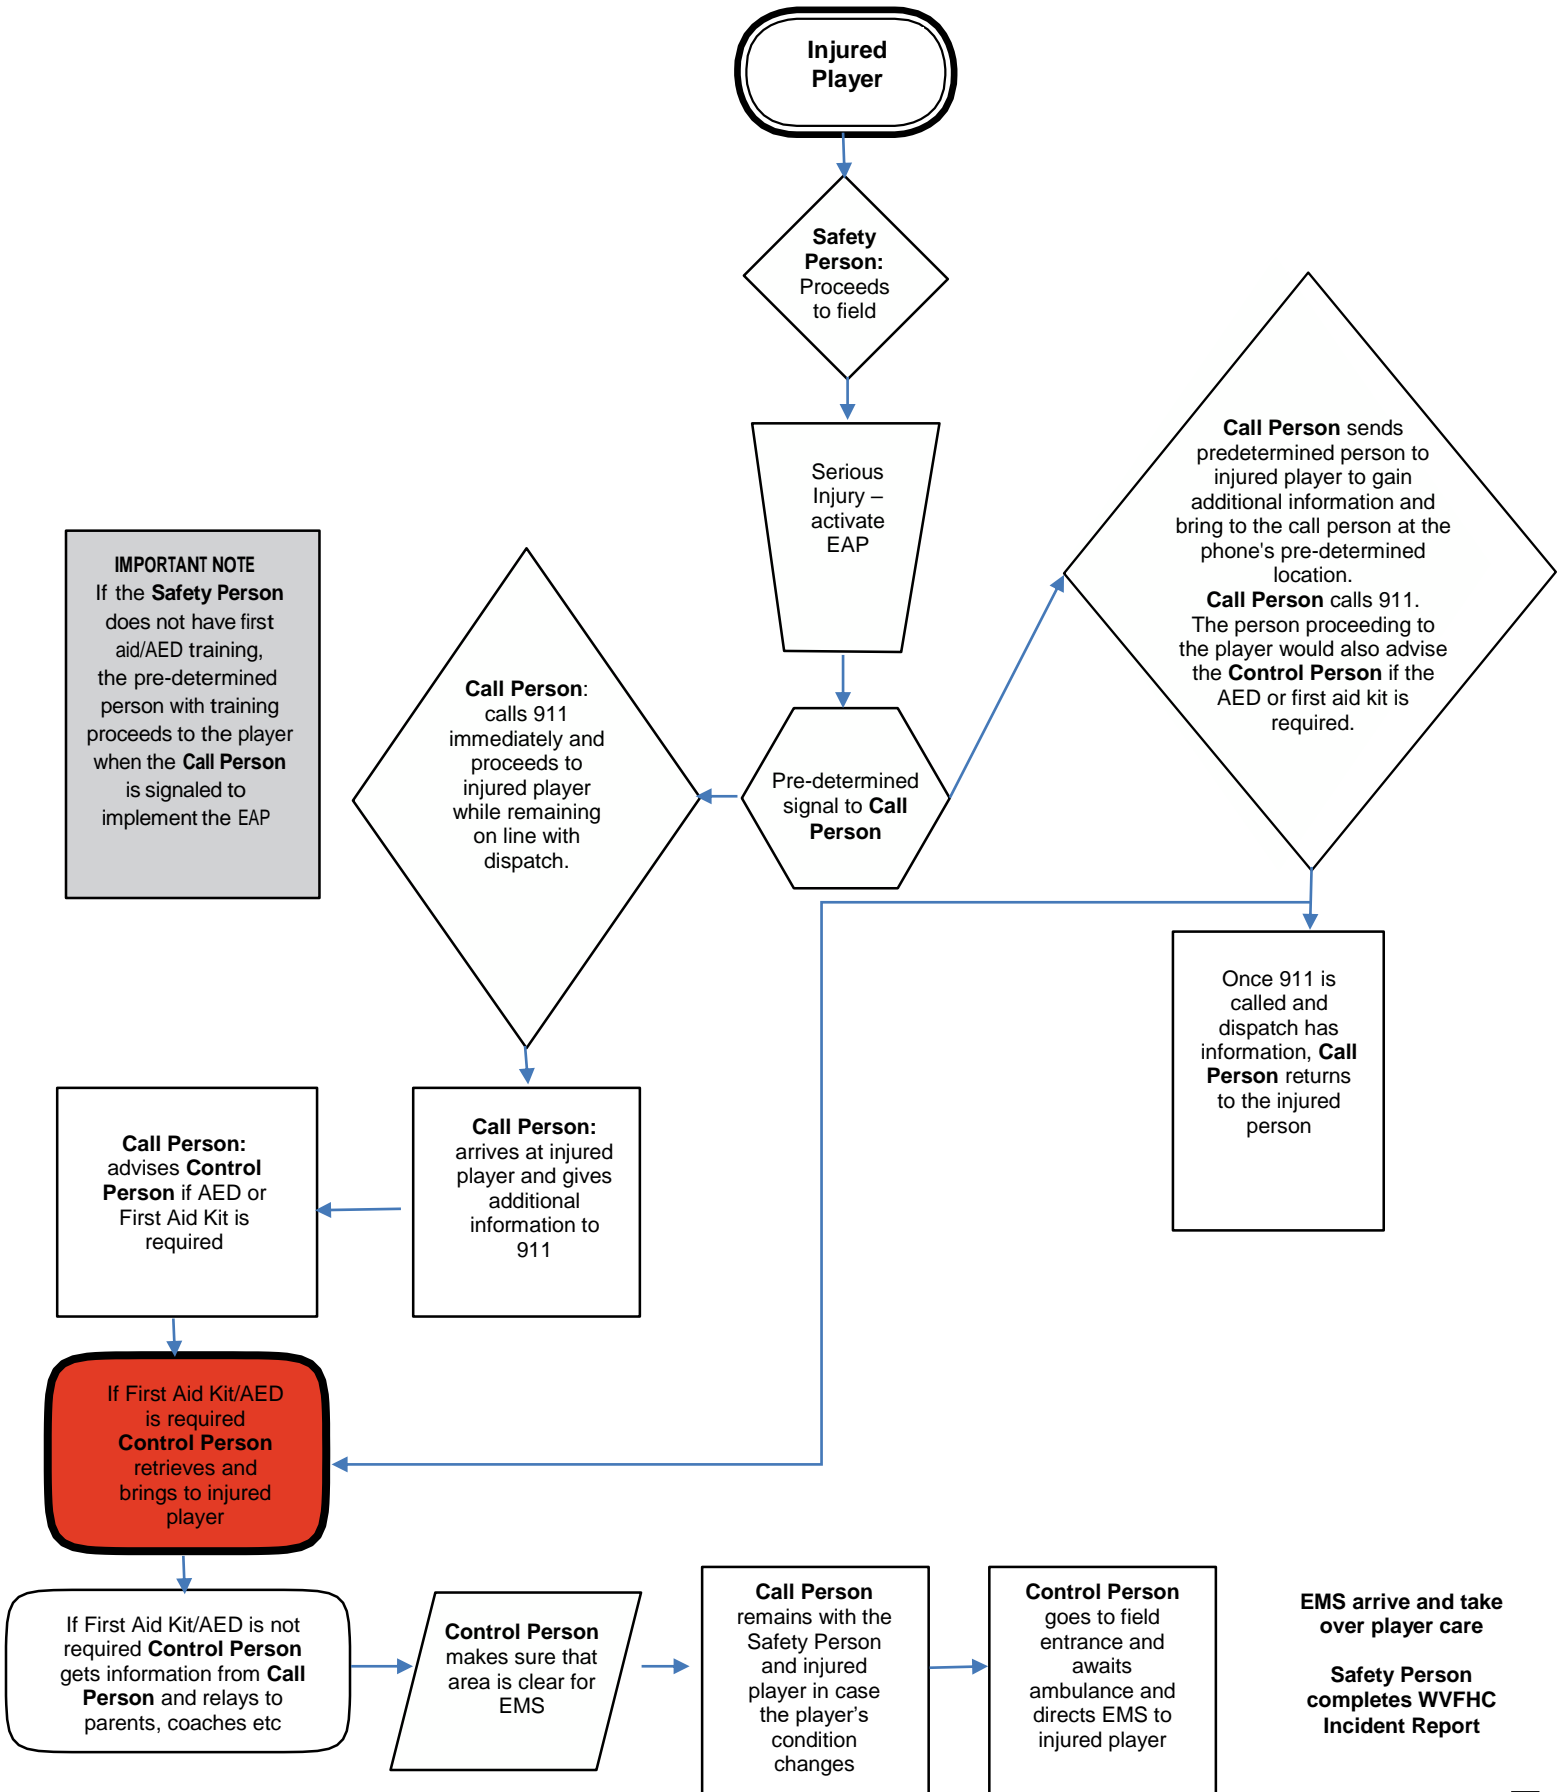 Injured
Player
Safety
Person:
Proceeds
to field
Serious
Injury –
activate
EAP
Call Person sends
predetermined person to
injured player to gain
additional information and
bring to the call person at the
phone's pre-determined
location.
Call Person calls 911.
The person proceeding to
the player would also advise
the Control Person if the
AED or first aid kit is
required.
IMPORTANT NOTE
If the Safety Person
does not have first
aid/AED training,
the pre-determined
person with training
proceeds to the player
when the Call Person
is signaled to
implement the EAP
Call Person:
calls 911
immediately and
proceeds to
injured player
while remaining
on line with
dispatch.
Pre-determined
signal to Call
Person
Once 911 is
called and
dispatch has
information, Call
Person returns
to the injured
person
Call Person:
advises Control
Person if AED or
First Aid Kit is
required
Call Person:
arrives at injured
player and gives
additional
information to
911
If First Aid Kit/AED
is required
Control Person
retrieves and
brings to injured
player
If First Aid Kit/AED is not
required Control Person
gets information from Call
Person and relays to
parents, coaches etc
Control Person
makes sure that
area is clear for
EMS
Call Person
remains with the
Safety Person
and injured
player in case
the player’s
condition
changes
Control Person
goes to field
entrance and
awaits
ambulance and
directs EMS to
injured player
EMS arrive and take
over player care
Safety Person
completes WVFHC
Incident Report